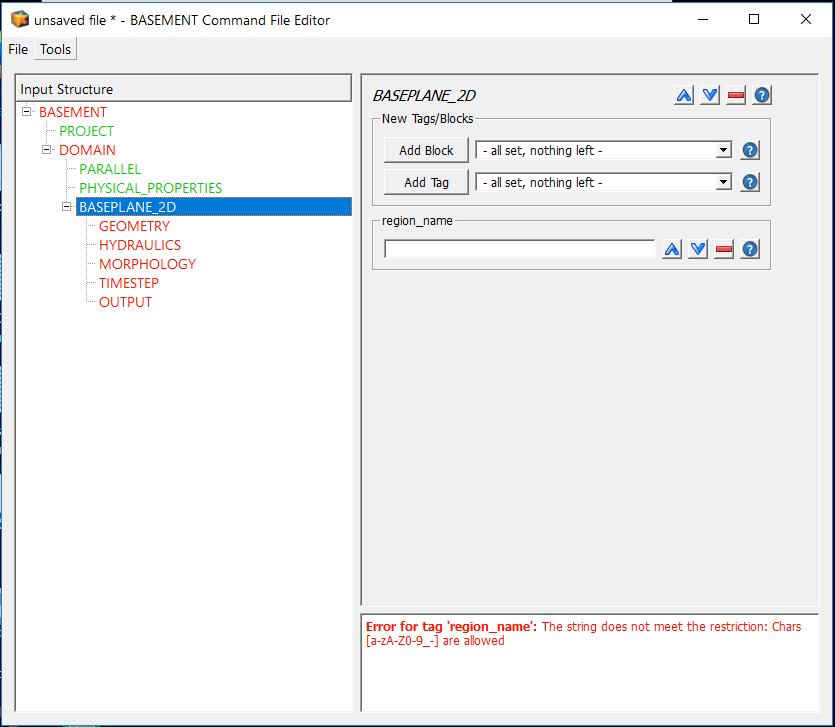 unsaved file * - BASEMENT Command File Editor
File Tools
Input Structure
BASEMENT
PROJECT
DOMAIN
PARALLEL
PHYSICAL_PROPERTIES
BASEPLANE_2D
GEOMETRY
HYDRAULICS
MORPHOLOGY
TIMESTEP
OUTPUT
BASEPLANE_2D
New Tags/Blocks
Add Block - all set, nothing left -
Add Tag - all set, nothing left -
region_name
Error for tag 'region_name': The string does not meet the restriction: Chars
[a-zA-Z0-9_-] are allowed